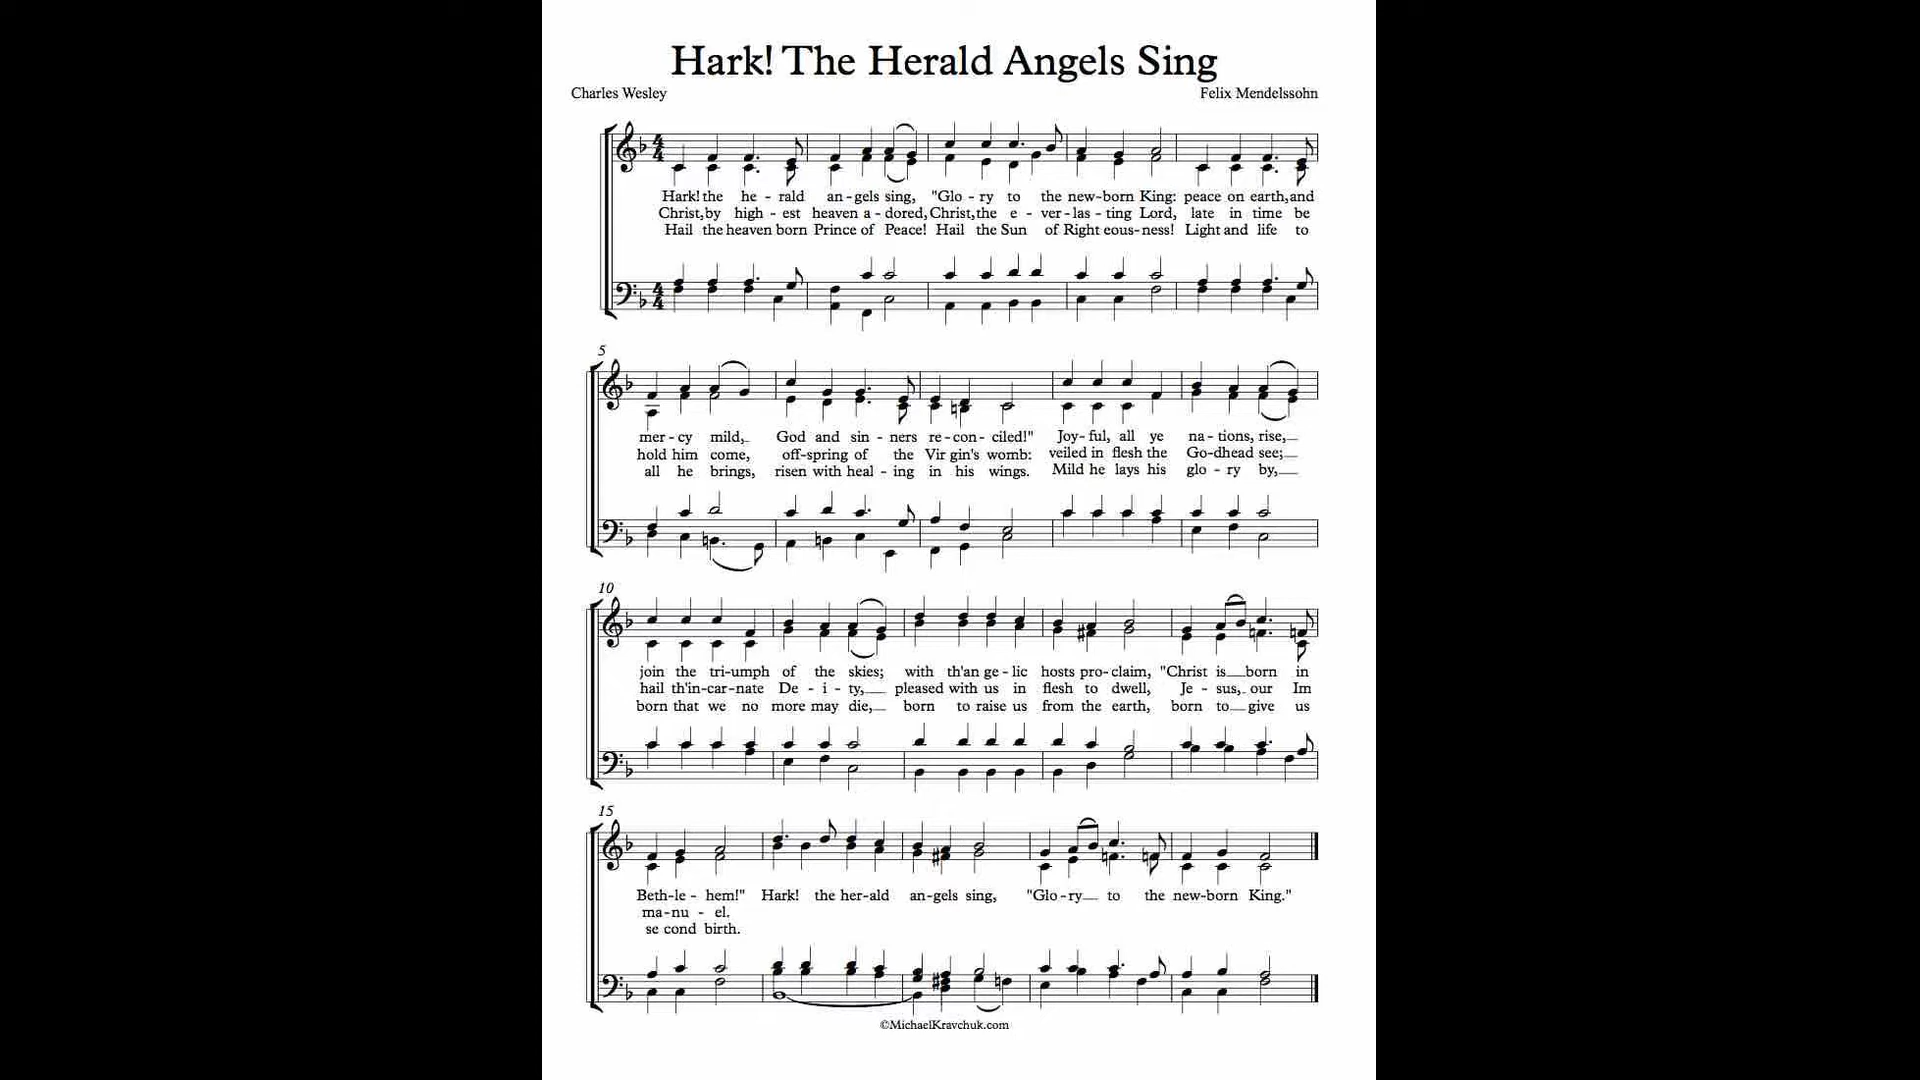 Hark! The Herald Angels Sing
Charles Wesley
Felix Mendelssohn
Hark! the he - rald an - gels sing, "Glo - ry to the new-born King: peace on earth, and
Christ, by high - est heaven a - dored, Christ, the e - ver - las - ting Lord, late in time be
Hail the heaven born Prince of Peace! Hail the Sun of Right eous - ness! Light and life to
5
mer - cy mild, God and sin - ners re - con - ciled!" Joy - ful, all ye na - tions, rise,
hold him come, off-spring of the Vir gin's womb: veiled in flesh the Go-dhead see;
all he brings, risen with heal - ing in his wings. Mild he lays his glo - ry by,
10
join the tri-umph of the skies; with th'an ge - lic hosts pro - claim, "Christ is born in
hail th'in-car-nate De - i - ty, pleased with us in flesh to dwell, Je - sus, our Im
born that we no more may die, born to raise us from the earth, born to give us
15
Beth-le - hem!" Hark! the her-ald an-gels sing, "Glo - ry to the new-born King."
ma-nu - el.
se cond birth.
©MichaelKravchuk.com